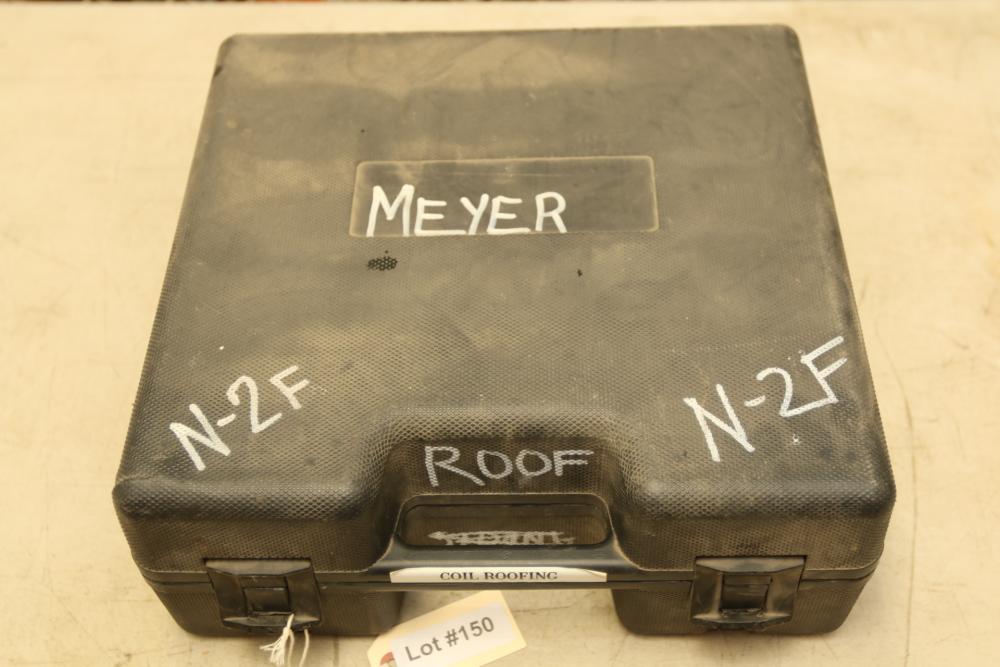 MEYER
N-2F
N-2F
ROOF
COIL ROOFING
Lot #150